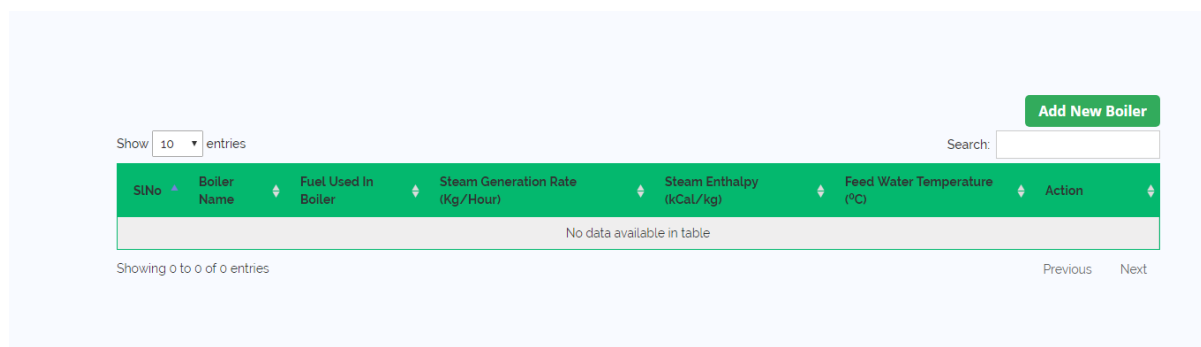 Add New Boiler
Show 10 entries
Search:
SlNo
Boiler Name
Fuel Used In Boiler
Steam Generation Rate (Kg/Hour)
Steam Enthalpy (kCal/kg)
Feed Water Temperature (⁰C)
Action
No data available in table
Showing 0 to 0 of 0 entries
Previous Next